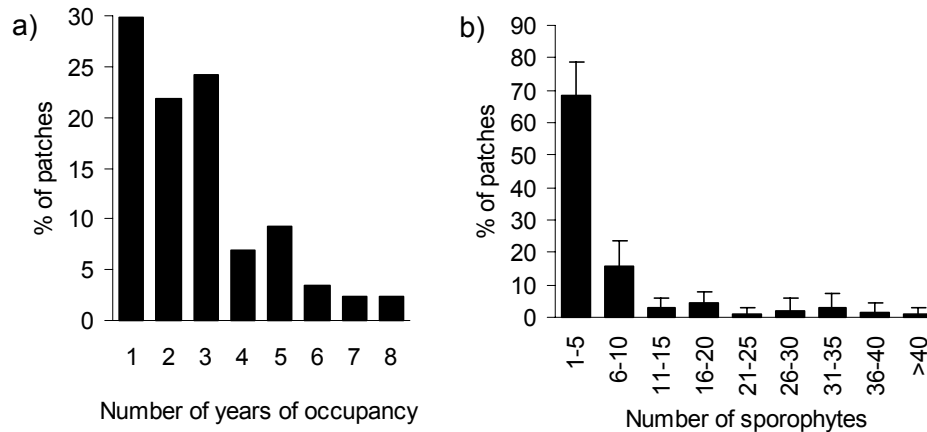 a)
% of patches
30
25
20
15
10
5
0
1 2 3 4 5 6 7 8
Number of years of occupancy
b)
% of patches
90
80
70
60
50
40
30
20
10
0
1-5 6-10 11-15 16-20 21-25 26-30 31-35 36-40 >40
Number of sporophytes